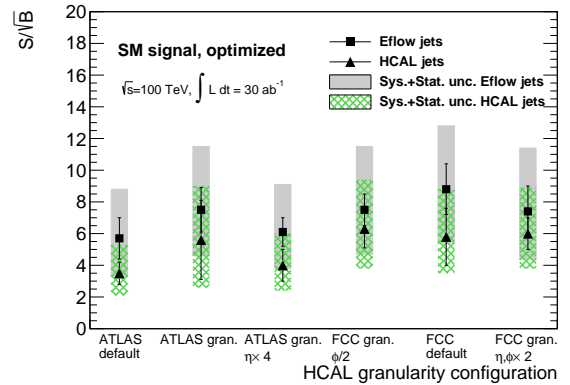 S/√B
20
18
16
14
12
10
8
6
4
2
0
SM signal, optimized
√s=100 TeV, ∫ L dt = 30 ab⁻¹
Eflow jets
HCAL jets
Sys.+Stat. unc. Eflow jets
Sys.+Stat. unc. HCAL jets
ATLAS default
ATLAS gran.
ATLAS gran. η× 4
FCC gran. ϕ/2
FCC default
FCC gran. η,ϕ× 2
HCAL granularity configuration